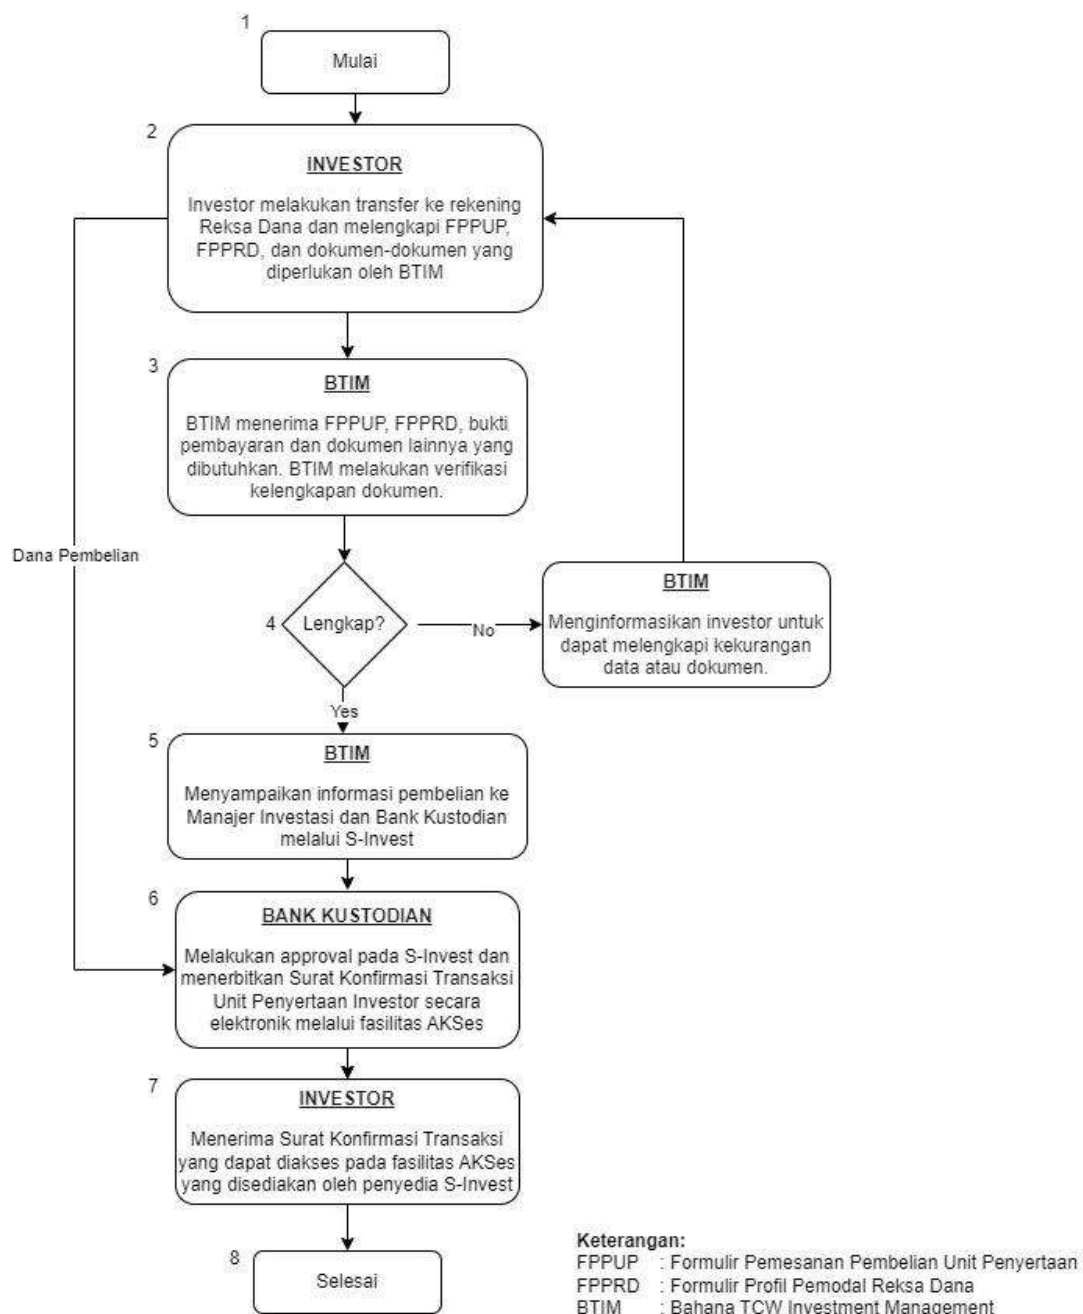 1
Mulai
2
INVESTOR
Investor melakukan transfer ke rekening
Reksa Dana dan melengkapi FPPUP,
FPPRD, dan dokumen-dokumen yang
diperlukan oleh BTIM
3
BTIM
BTIM menerima FPPUP, FPPRD, bukti
pembayaran dan dokumen lainnya yang
dibutuhkan. BTIM melakukan verifikasi
kelengkapan dokumen.
Dana Pembelian
4
Lengkap?
No
BTIM
Menginformasikan investor untuk
dapat melengkapi kekurangan
data atau dokumen.
Yes
5
BTIM
Menyampaikan informasi pembelian ke
Manajer Investasi dan Bank Kustodian
melalui S-Invest
6
BANK KUSTODIAN
Melakukan approval pada S-Invest dan
menerbitkan Surat Konfirmasi Transaksi
Unit Penyertaan Investor secara
elektronik melalui fasilitas AKSes
7
INVESTOR
Menerima Surat Konfirmasi Transaksi
yang dapat diakses pada fasilitas AKSes
yang disediakan oleh penyedia S-Invest
8
Selesai
Keterangan:
FPPUP : Formulir Pemesanan Pembelian Unit Penyertaan
FPPRD : Formulir Profil Pemodal Reksa Dana
BTIM : Bahana TCW Investment Management